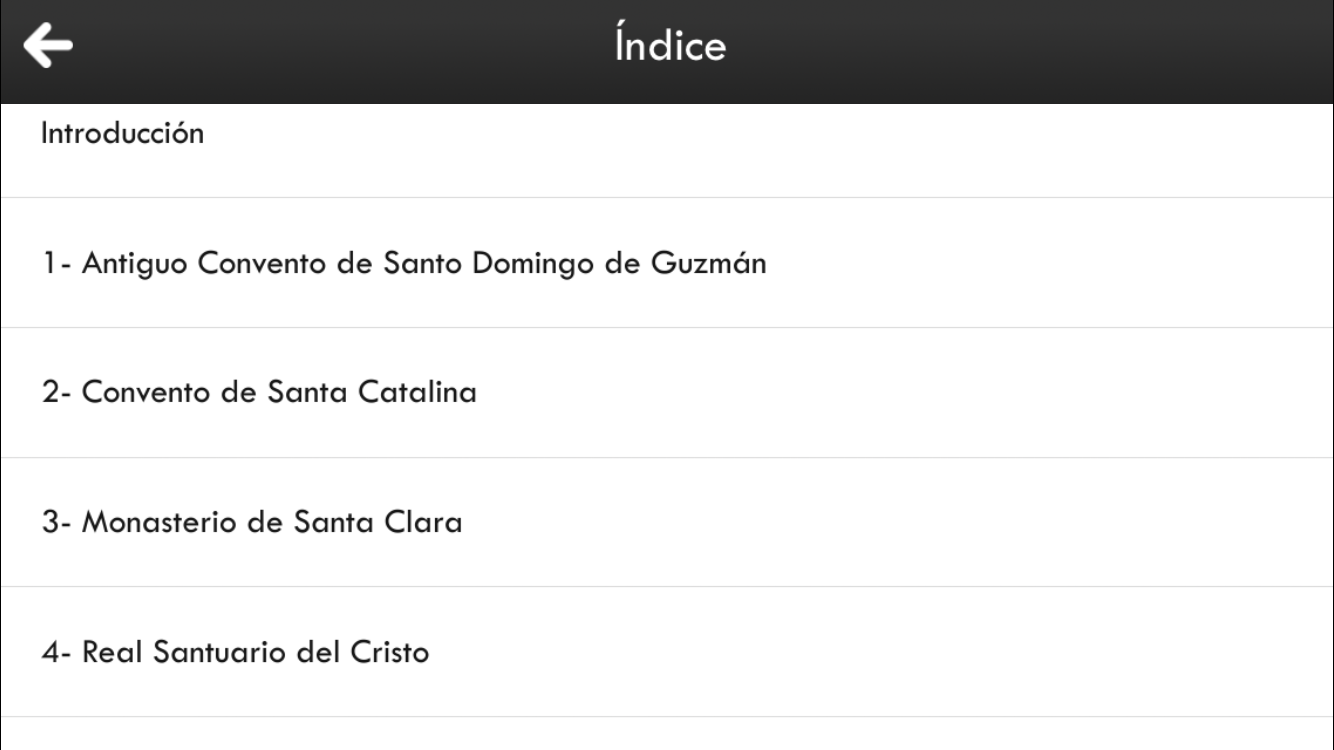 Índice
Introducción
1- Antiguo Convento de Santo Domingo de Guzmán
2- Convento de Santa Catalina
3- Monasterio de Santa Clara
4- Real Santuario del Cristo